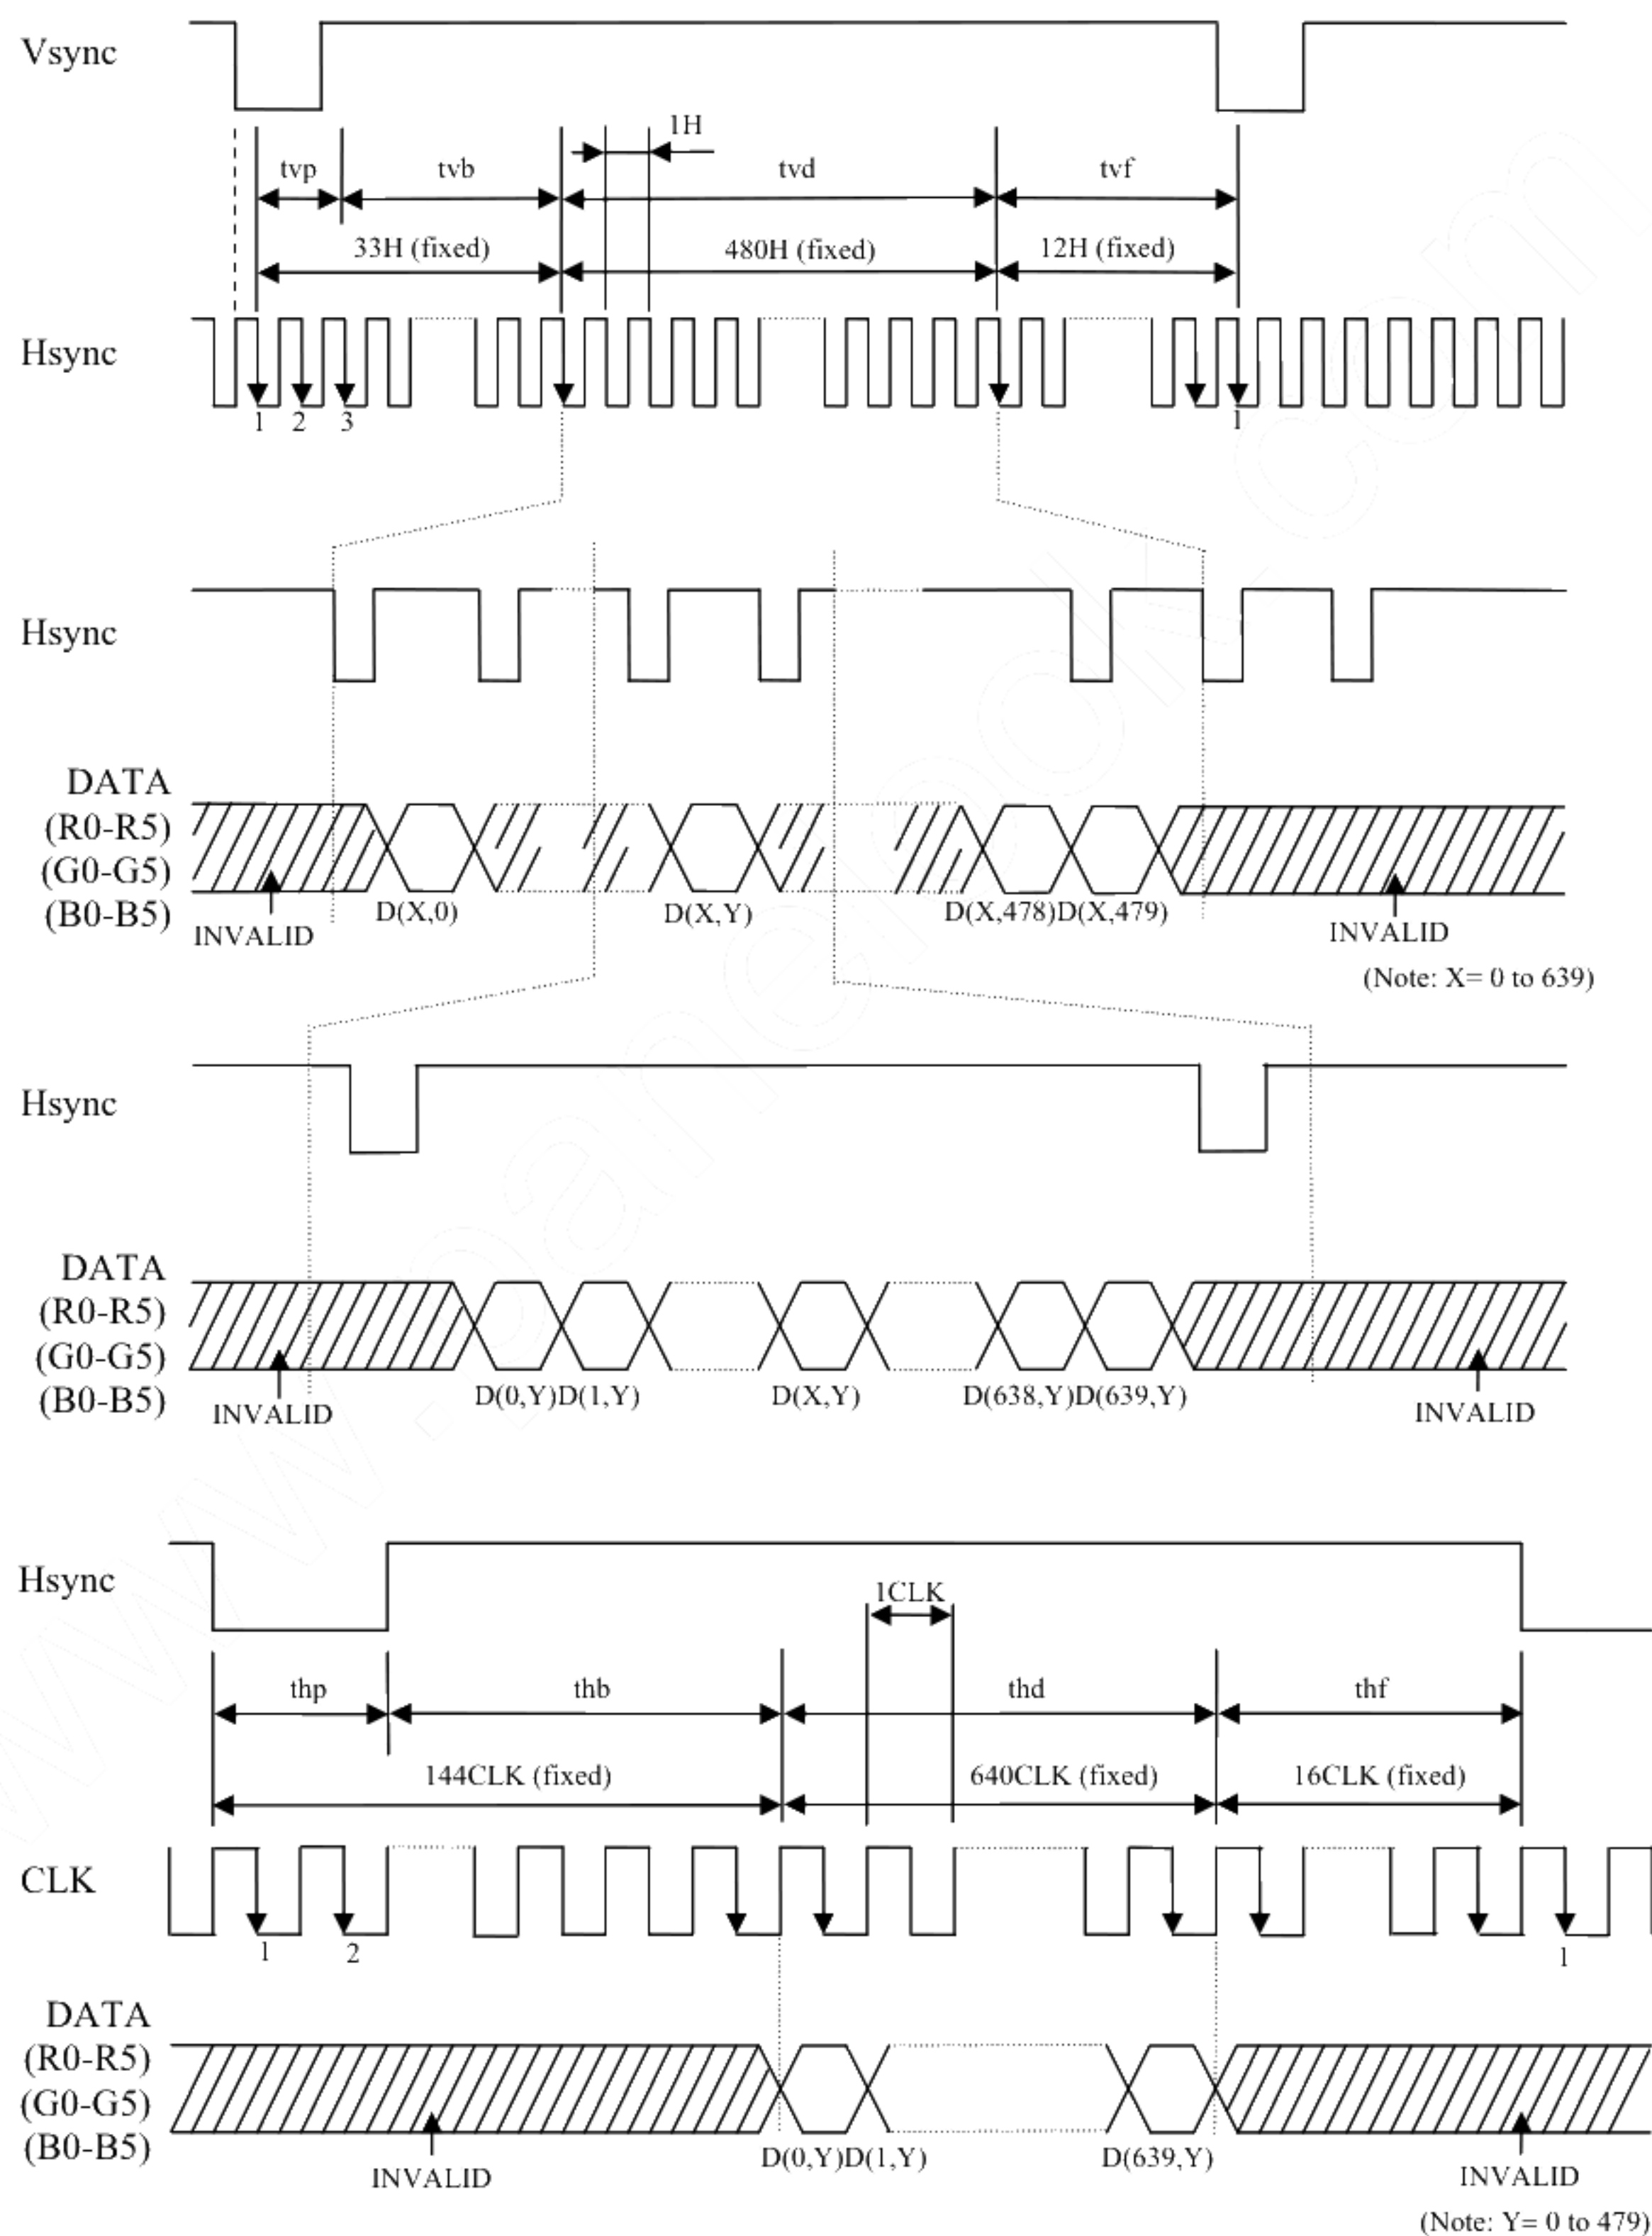 Vsync
1H
tvp tvb tvd tvf
33H (fixed) 480H (fixed) 12H (fixed)
Hsync
1 2 3 1
Hsync
DATA
(R0-R5)
(G0-G5)
(B0-B5)
D(X,0) D(X,Y) D(X,478)D(X,479)
INVALID INVALID
(Note: X= 0 to 639)
Hsync
DATA
(R0-R5)
(G0-G5)
(B0-B5)
D(0,Y)D(1,Y) D(X,Y) D(638,Y)D(639,Y)
INVALID INVALID
Hsync
1CLK
thp thb thd thf
144CLK (fixed) 640CLK (fixed) 16CLK (fixed)
CLK
1 2 1
DATA
(R0-R5)
(G0-G5)
(B0-B5)
D(0,Y)D(1,Y) D(639,Y)
INVALID INVALID
(Note: Y= 0 to 479)
www.panelook.com